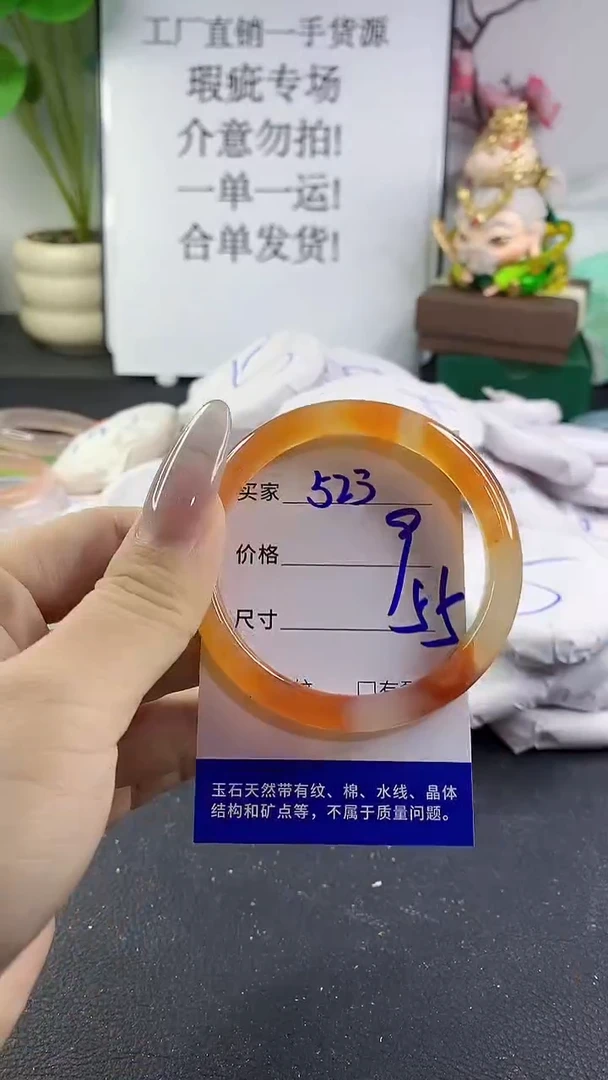 工厂直销一手货源
瑕疵专场
介意勿拍!
一单一运!
合单发货!
买家 523
价格 9
尺寸 55
纹 口有
玉石天然带有纹、棉、水线、晶体
结构和矿点等，不属于质量问题。